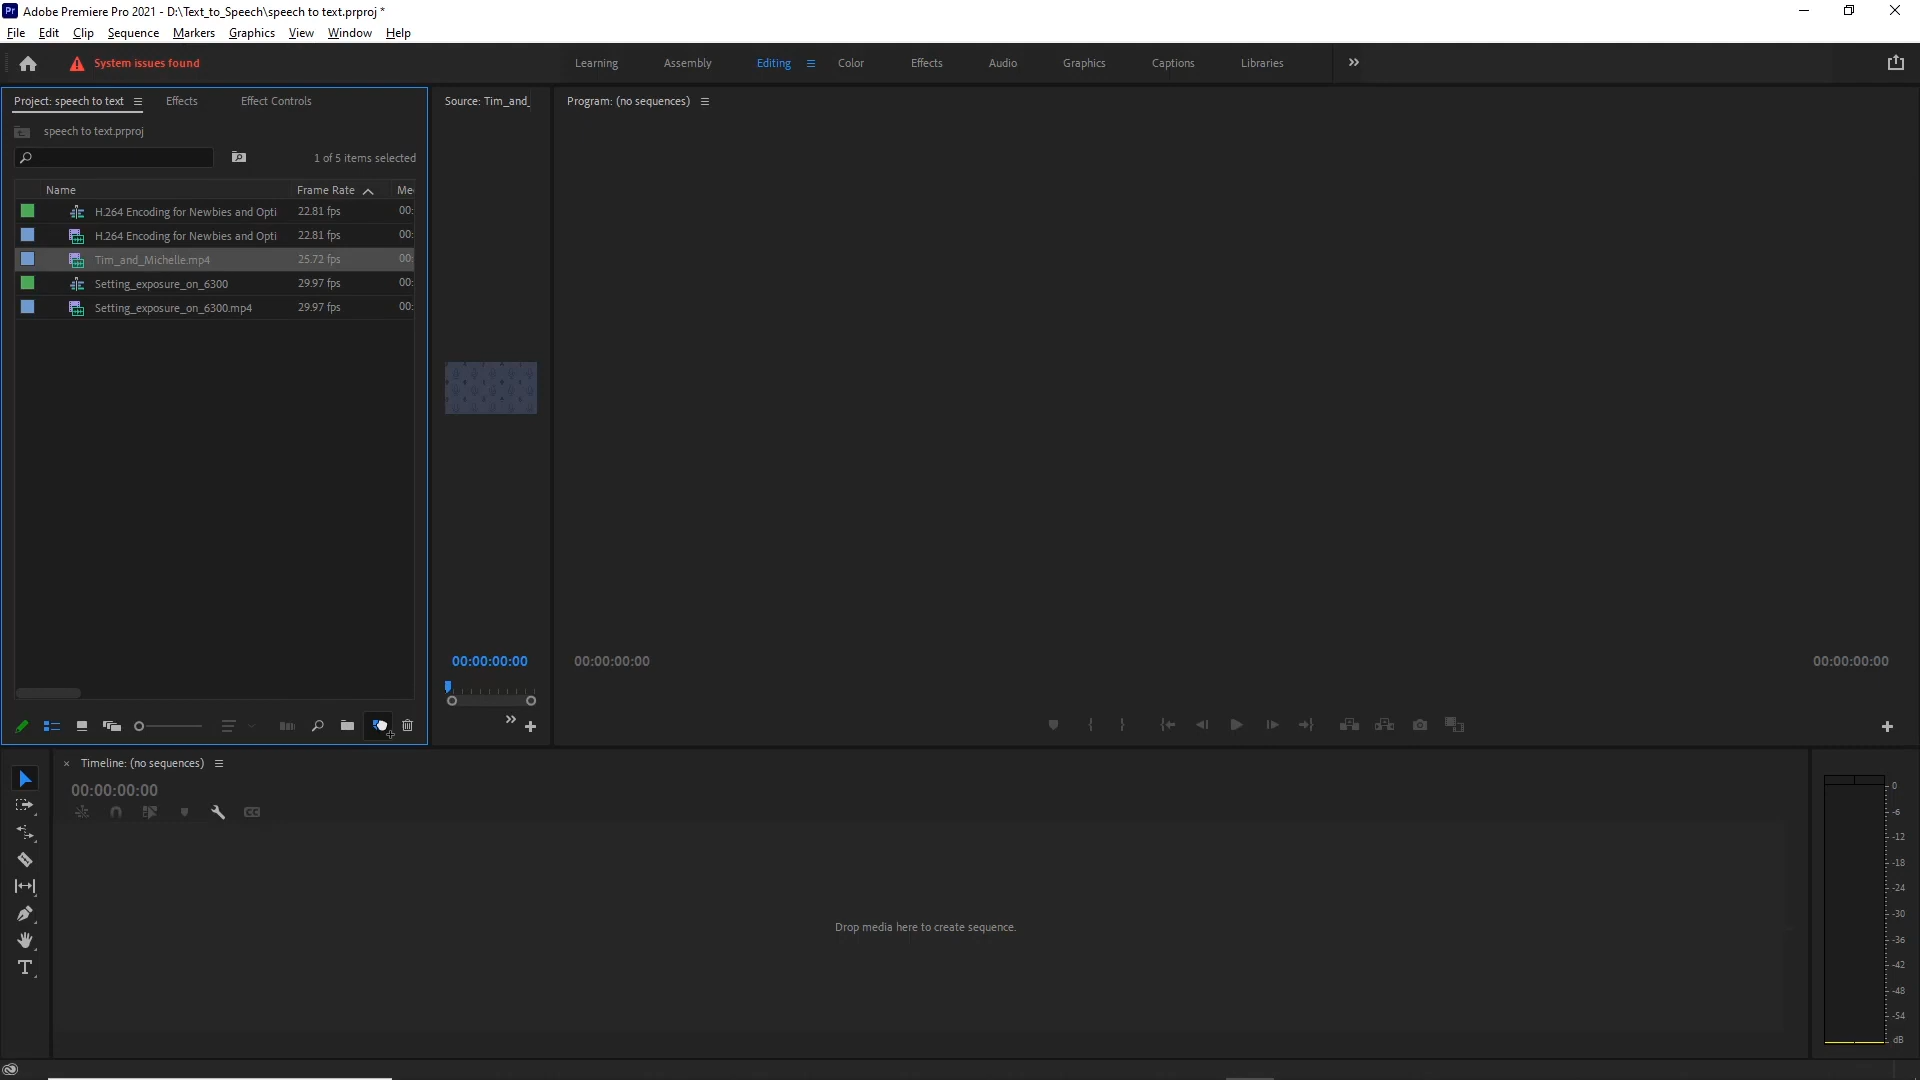 Pr Adobe Premiere Pro 2021 - D:\Text_to_Speech\speech to text.prproj *
File Edit Clip Sequence Markers Graphics View Window Help
System issues found Learning Assembly Editing Color Effects Audio Graphics Captions Libraries
Project: speech to text Effects Effect Controls Source: Tim_and_ Program: (no sequences)
speech to text.prproj
1 of 5 items selected
Name Frame Rate Me
H.264 Encoding for Newbies and Opti 22.81 fps 00:
H.264 Encoding for Newbies and Opti 22.81 fps 00:
Tim_and_Michelle.mp4 25.72 fps 00:
Setting_exposure_on_6300 29.97 fps 00:
Setting_exposure_on_6300.mp4 29.97 fps 00:
00:00:00:00 00:00:00:00 00:00:00:00
Timeline: (no sequences)
00:00:00:00
CC
Drop media here to create sequence.
T
0
-6
-12
-18
-24
-30
-36
-42
-48
-54
dB